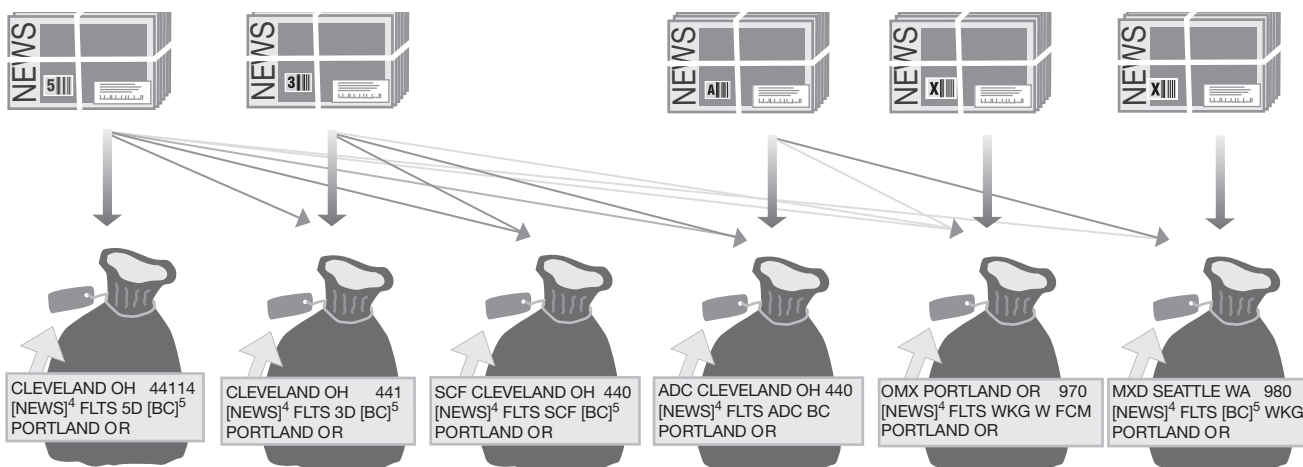 NEWS
5
NEWS
3
NEWS
A
NEWS
X
NEWS
X
CLEVELAND OH 44114
[NEWS]⁴ FLTS 5D [BC]⁵
PORTLAND OR
CLEVELAND OH 441
[NEWS]⁴ FLTS 3D [BC]⁵
PORTLAND OR
SCF CLEVELAND OH 440
[NEWS]⁴ FLTS SCF [BC]⁵
PORTLAND OR
ADC CLEVELAND OH 440
[NEWS]⁴ FLTS ADC BC
PORTLAND OR
OMX PORTLAND OR 970
[NEWS]⁴ FLTS WKG W FCM
PORTLAND OR
MXD SEATTLE WA 980
[NEWS]⁴ FLTS [BC]⁵ WKG
PORTLAND OR